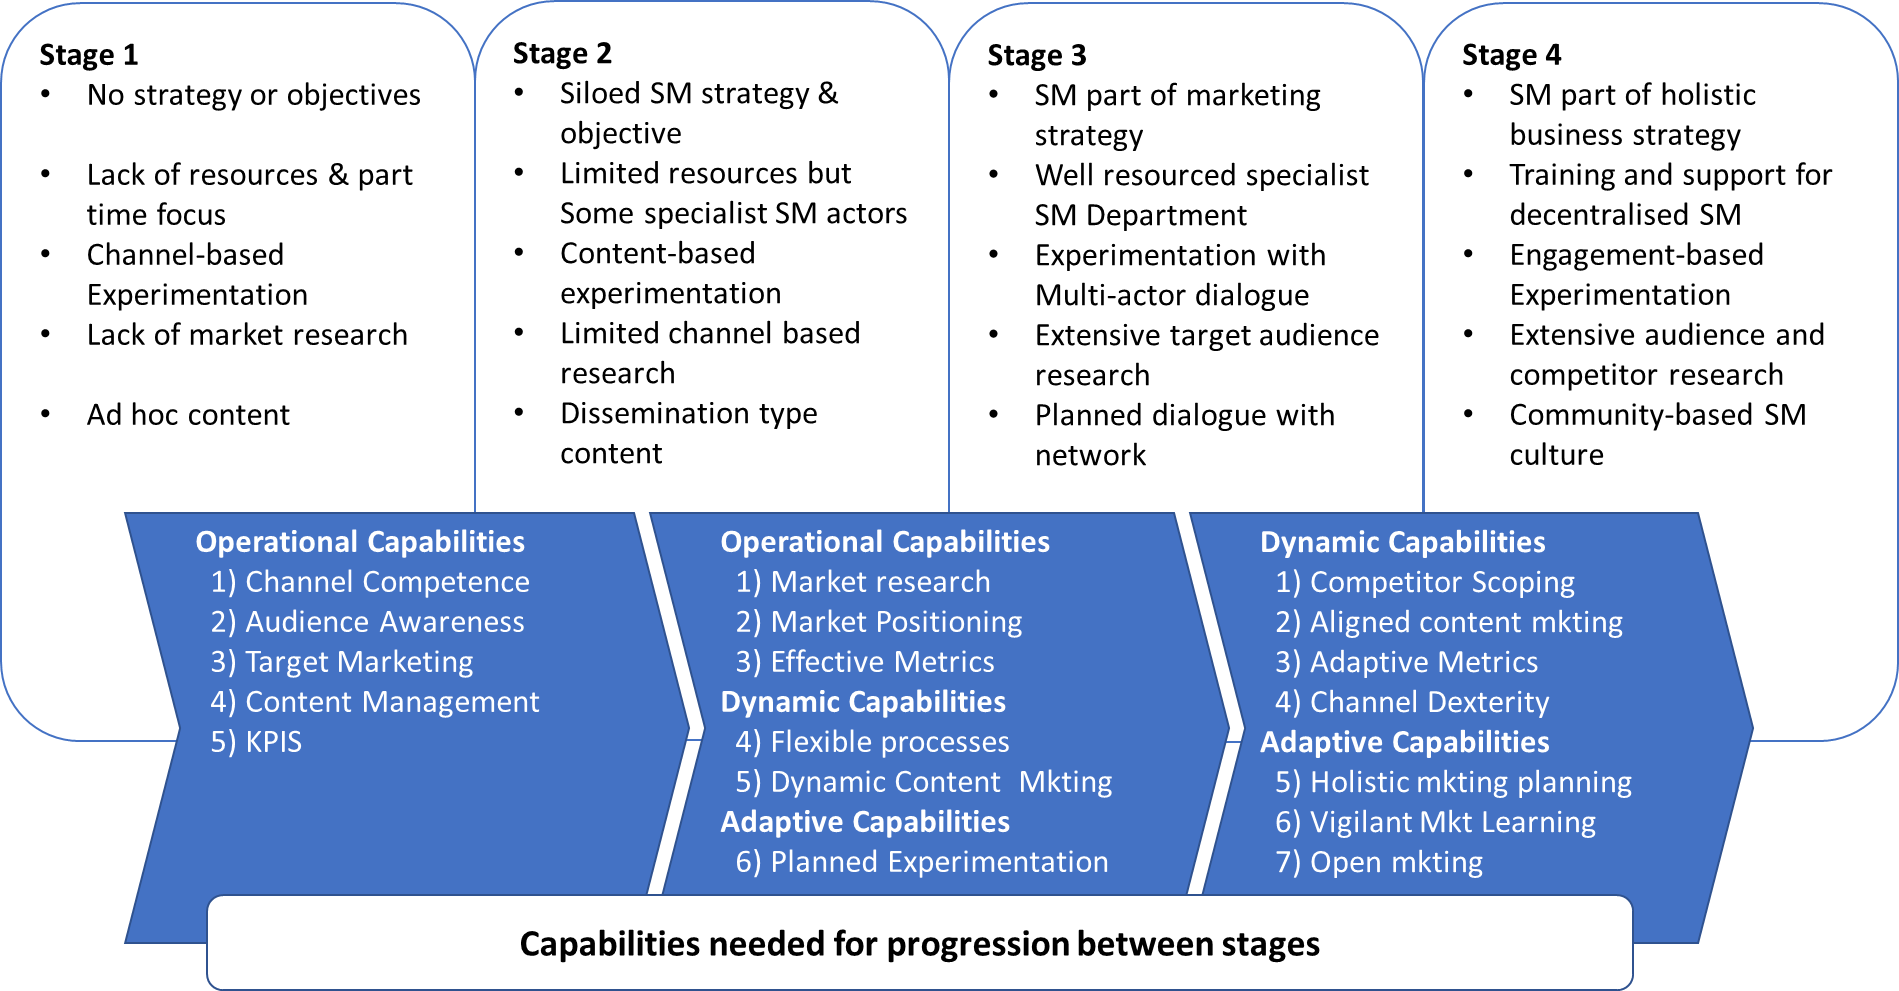 Stage 1
• No strategy or objectives
• Lack of resources & part
time focus
• Channel-based
Experimentation
• Lack of market research
• Ad hoc content
Stage 2
• Siloed SM strategy &
objective
• Limited resources but
Some specialist SM actors
• Content-based
experimentation
• Limited channel based
research
• Dissemination type
content
Stage 3
• SM part of marketing
strategy
• Well resourced specialist
SM Department
• Experimentation with
Multi-actor dialogue
• Extensive target audience
research
• Planned dialogue with
network
Stage 4
• SM part of holistic
business strategy
• Training and support for
decentralised SM
• Engagement-based
Experimentation
• Extensive audience and
competitor research
• Community-based SM
culture
Operational Capabilities
1) Channel Competence
2) Audience Awareness
3) Target Marketing
4) Content Management
5) KPIS
Operational Capabilities
1) Market research
2) Market Positioning
3) Effective Metrics
Dynamic Capabilities
4) Flexible processes
5) Dynamic Content  Mkting
Adaptive Capabilities
6) Planned Experimentation
Dynamic Capabilities
1) Competitor Scoping
2) Aligned content mkting
3) Adaptive Metrics
4) Channel Dexterity
Adaptive Capabilities
5) Holistic mkting planning
6) Vigilant Mkt Learning
7) Open mkting
Capabilities needed for progression between stages